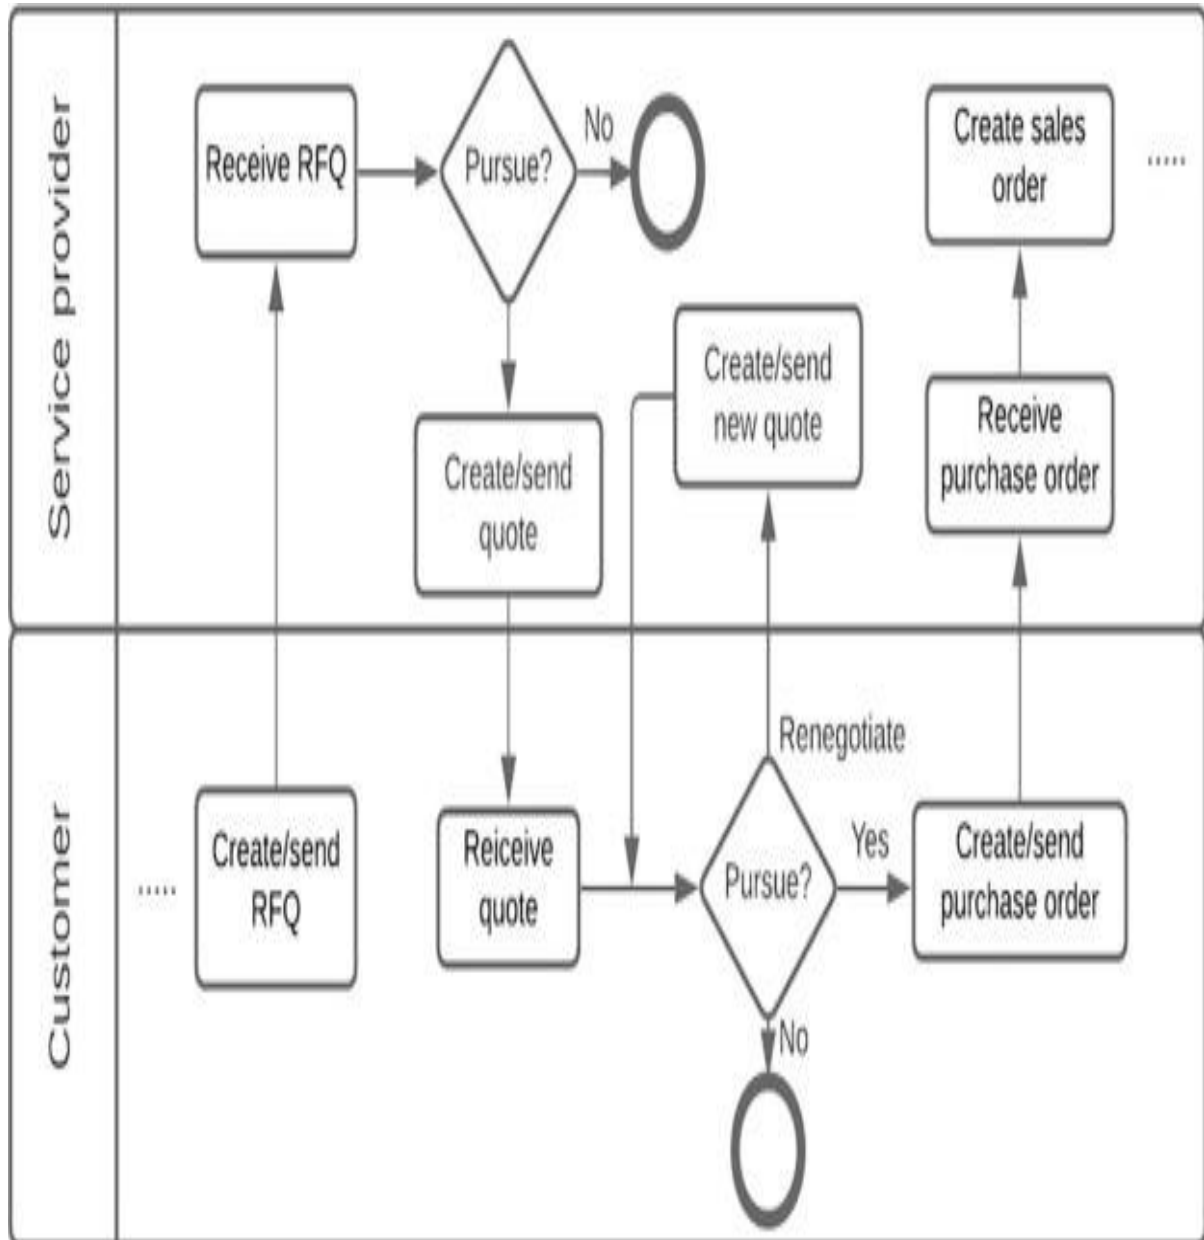 Service provider
Receive RFQ
Pursue?
No
Create sales
order
.....
Create/send
quote
Create/send
new quote
Receive
purchase order
Customer
.....
Create/send
RFQ
Reiceive
quote
Renegotiate
Pursue?
Yes
Create/send
purchase order
No